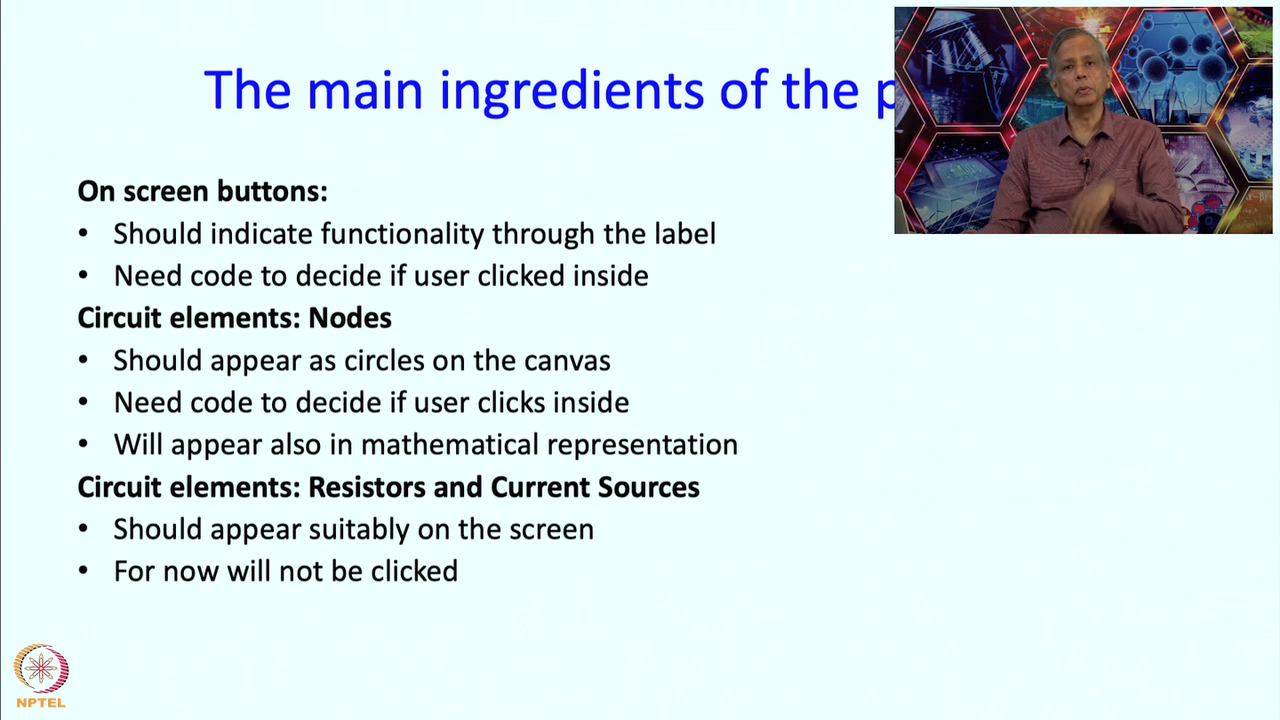 The main ingredients of the
On screen buttons:
• Should indicate functionality through the label
• Need code to decide if user clicked inside
Circuit elements: Nodes
• Should appear as circles on the canvas
• Need code to decide if user clicks inside
• Will appear also in mathematical representation
Circuit elements: Resistors and Current Sources
• Should appear suitably on the screen
• For now will not be clicked
NPTEL